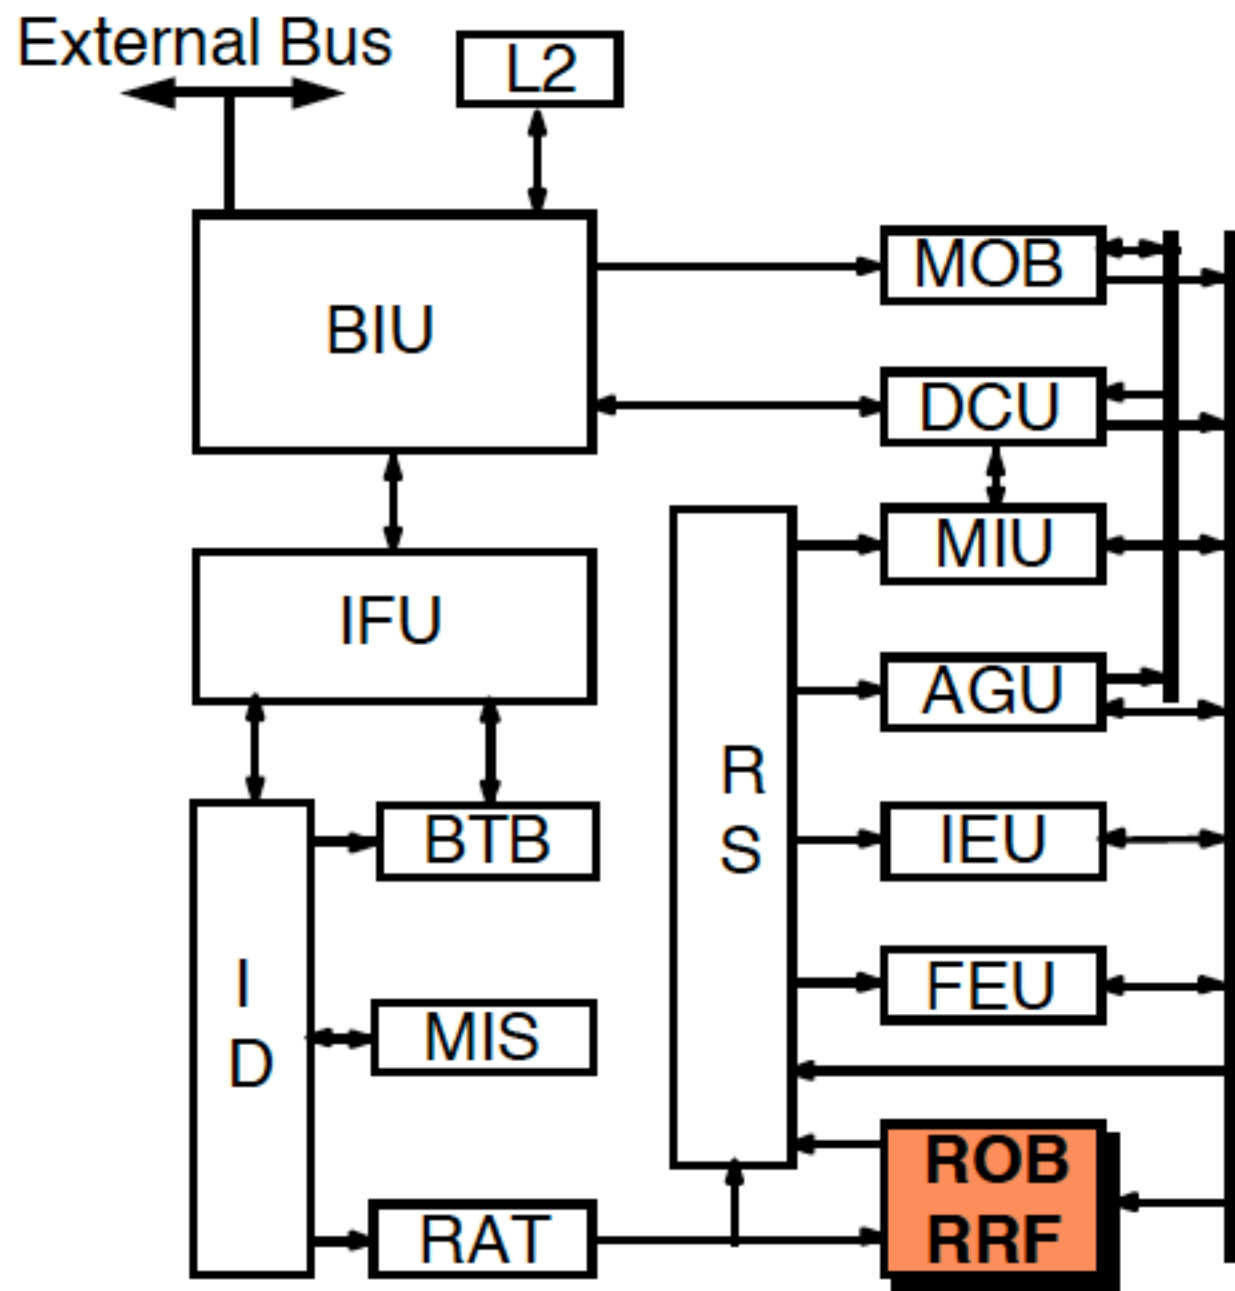 External Bus
L2
BIU
MOB
DCU
MIU
IFU
AGU
R
S
BTB
IEU
I
D
FEU
MIS
ROB
RRF
RAT